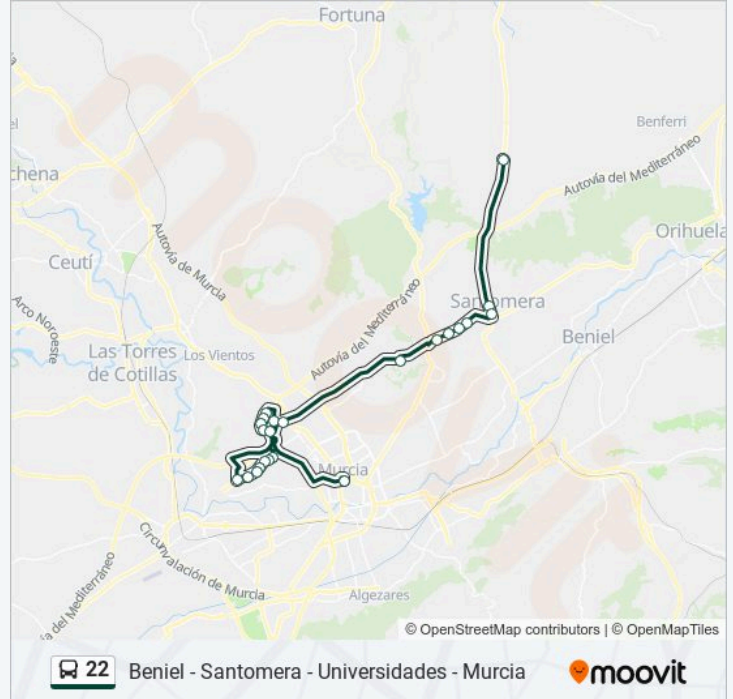 Fortuna
Benferri
el
chena
Autovía del Mediterráneo
Orihuela
Autovía de Murcia
Ceutí
Santomera
Arco Noroeste
Autovía del Mediterráneo
Beniel
Las Torres
de Cotillas
Los Vientos
Murcia
Circunvalación de Murcia
ía del Mediterráneo
Algezares
© OpenStreetMap contributors | © OpenMapTiles
22 Beniel - Santomera - Universidades - Murcia moovit